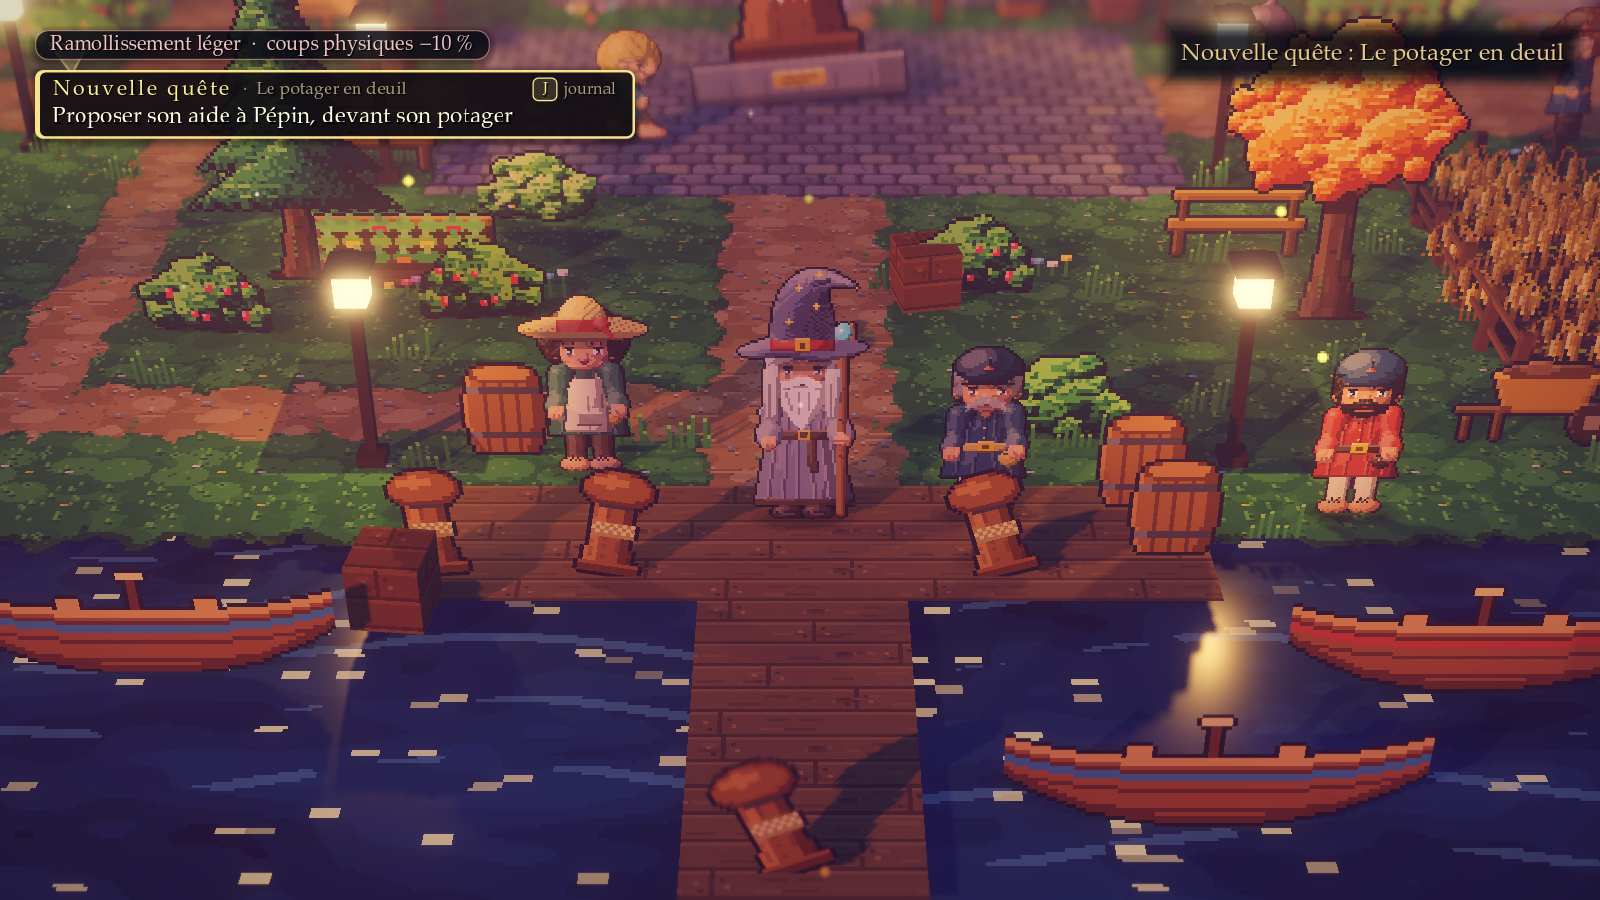 Ramollissement léger · coups physiques −10 %
Nouvelle quête · Le potager en deuil J journal
Proposer son aide à Pépin, devant son potager
Nouvelle quête : Le potager en deuil